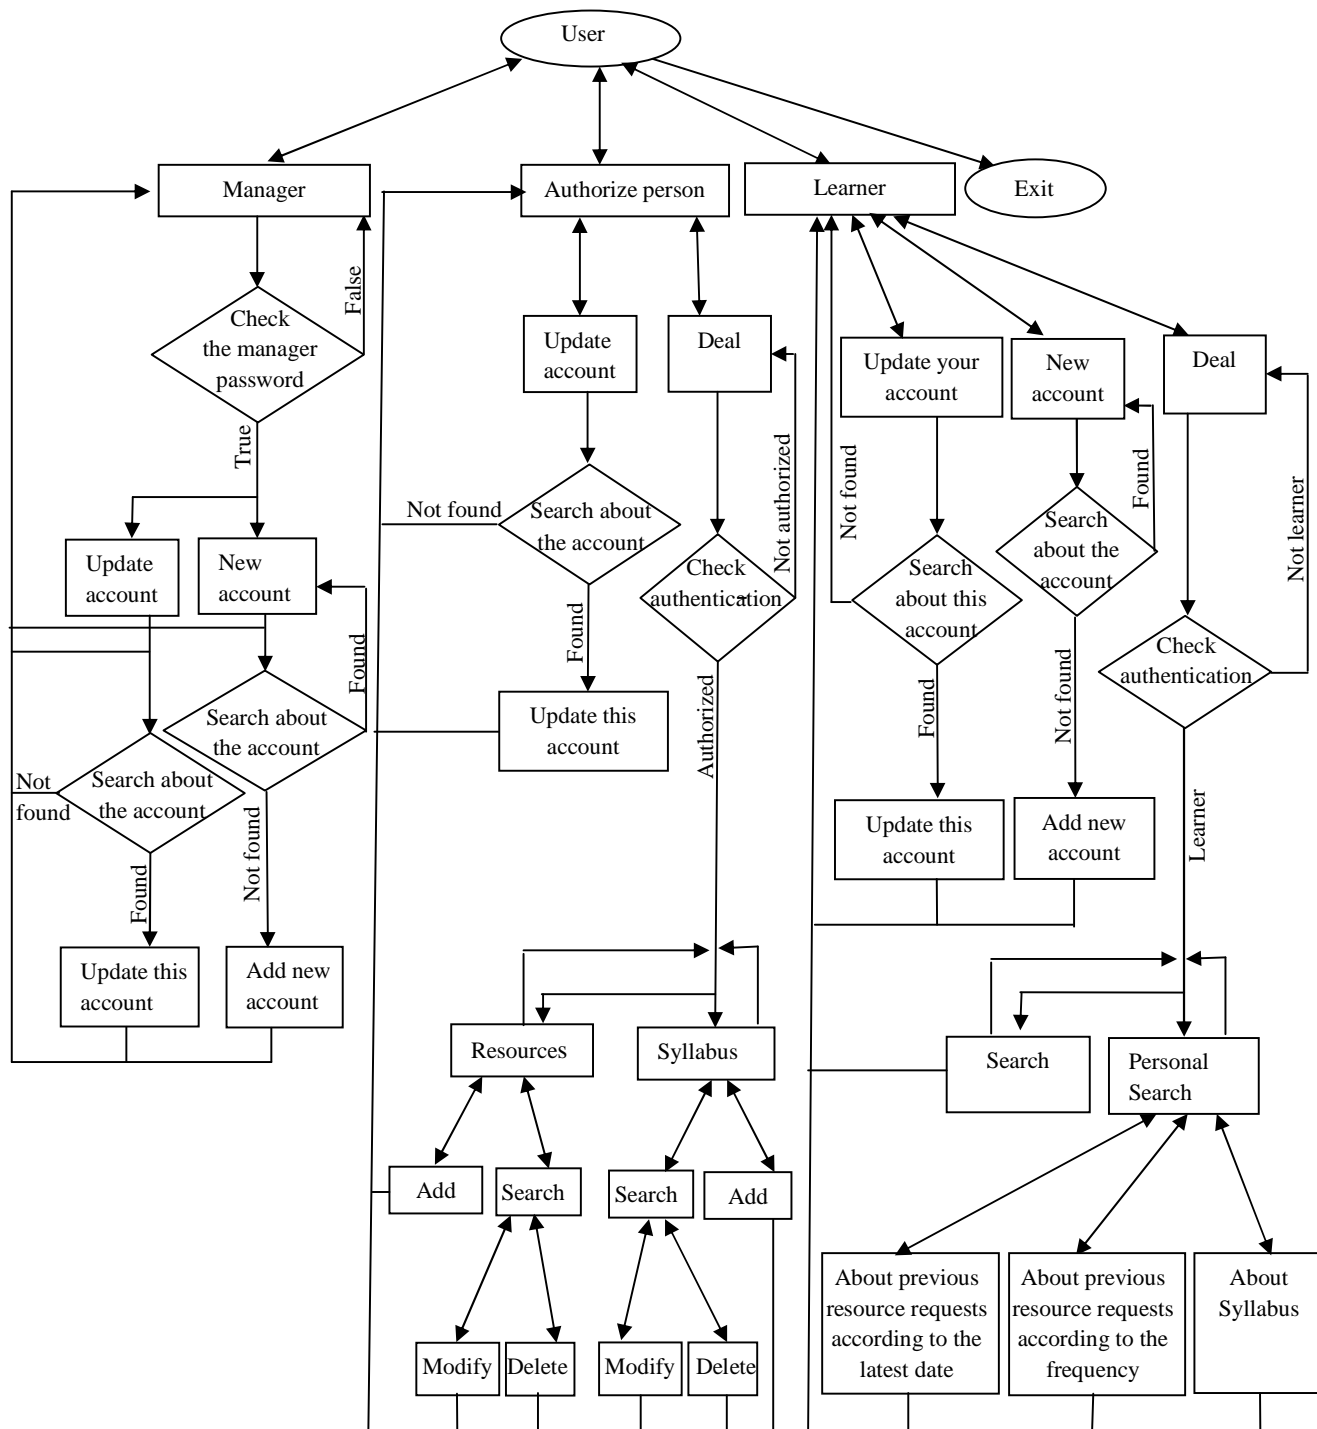 User
Manager
Authorize person
Learner
Exit
False
Check
the manager
password
Update
account
Deal
Update your
account
New
account
Deal
True
Not found
Search about
the account
Not authorized
Not found
Found
Search
about the
account
Not learner
Update
account
New
account
Check
authentication
Search about
about this
account
Found
Found
Check
authentication
Search about
the account
Update this
account
Authorized
Found
Not found
Not
found
Search about
the account
Not found
Update this
account
Add new
account
Learner
Found
Update this
account
Add new
account
Resources
Syllabus
Search
Personal
Search
Add
Search
Search
Add
About previous
resource requests
according to the
latest date
About previous
resource requests
according to the
frequency
About
Syllabus
Modify
Delete
Modify
Delete